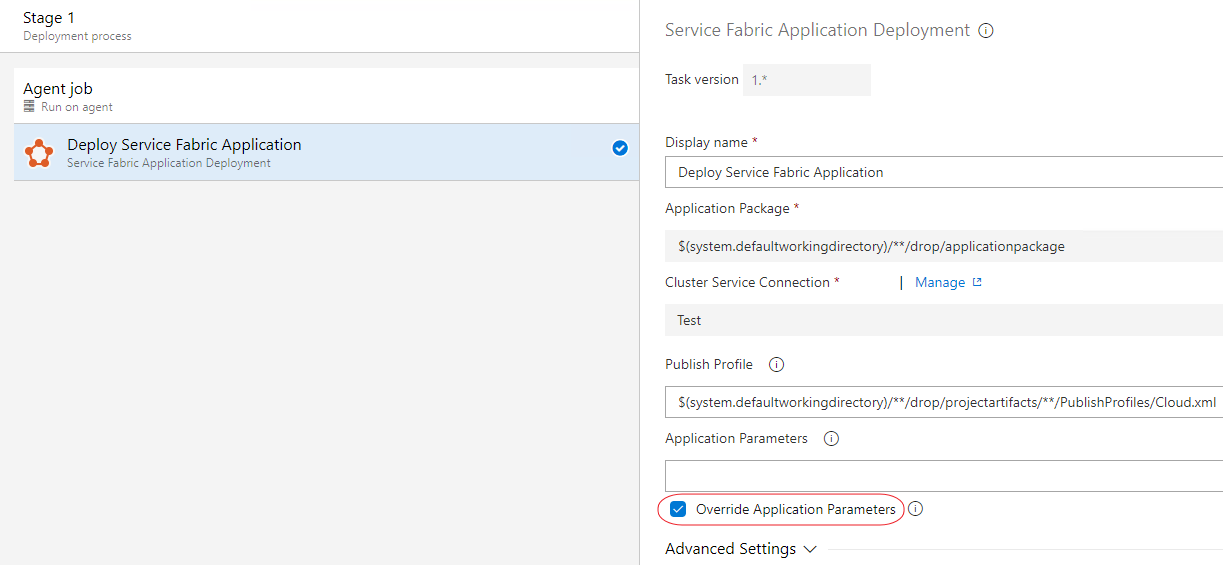 Stage 1
Deployment process
Agent job
Run on agent
Deploy Service Fabric Application
Service Fabric Application Deployment
Service Fabric Application Deployment
Task version 1.*
Display name *
Deploy Service Fabric Application
Application Package *
$(system.defaultworkingdirectory)/**/drop/applicationpackage
Cluster Service Connection * | Manage
Test
Publish Profile
$(system.defaultworkingdirectory)/**/drop/projectartifacts/**/PublishProfiles/Cloud.xml
Application Parameters
Override Application Parameters
Advanced Settings